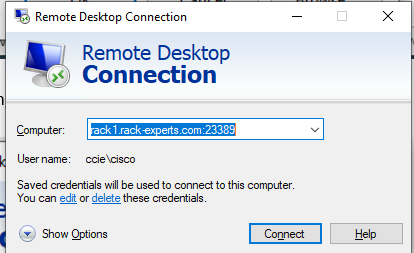 Remote Desktop Connection
Remote Desktop
Connection
Computer:
rack1.rack-experts.com:23389
User name:
ccie\cisco
Saved credentials will be used to connect to this computer.
You can edit or delete these credentials.
Show Options
Connect
Help